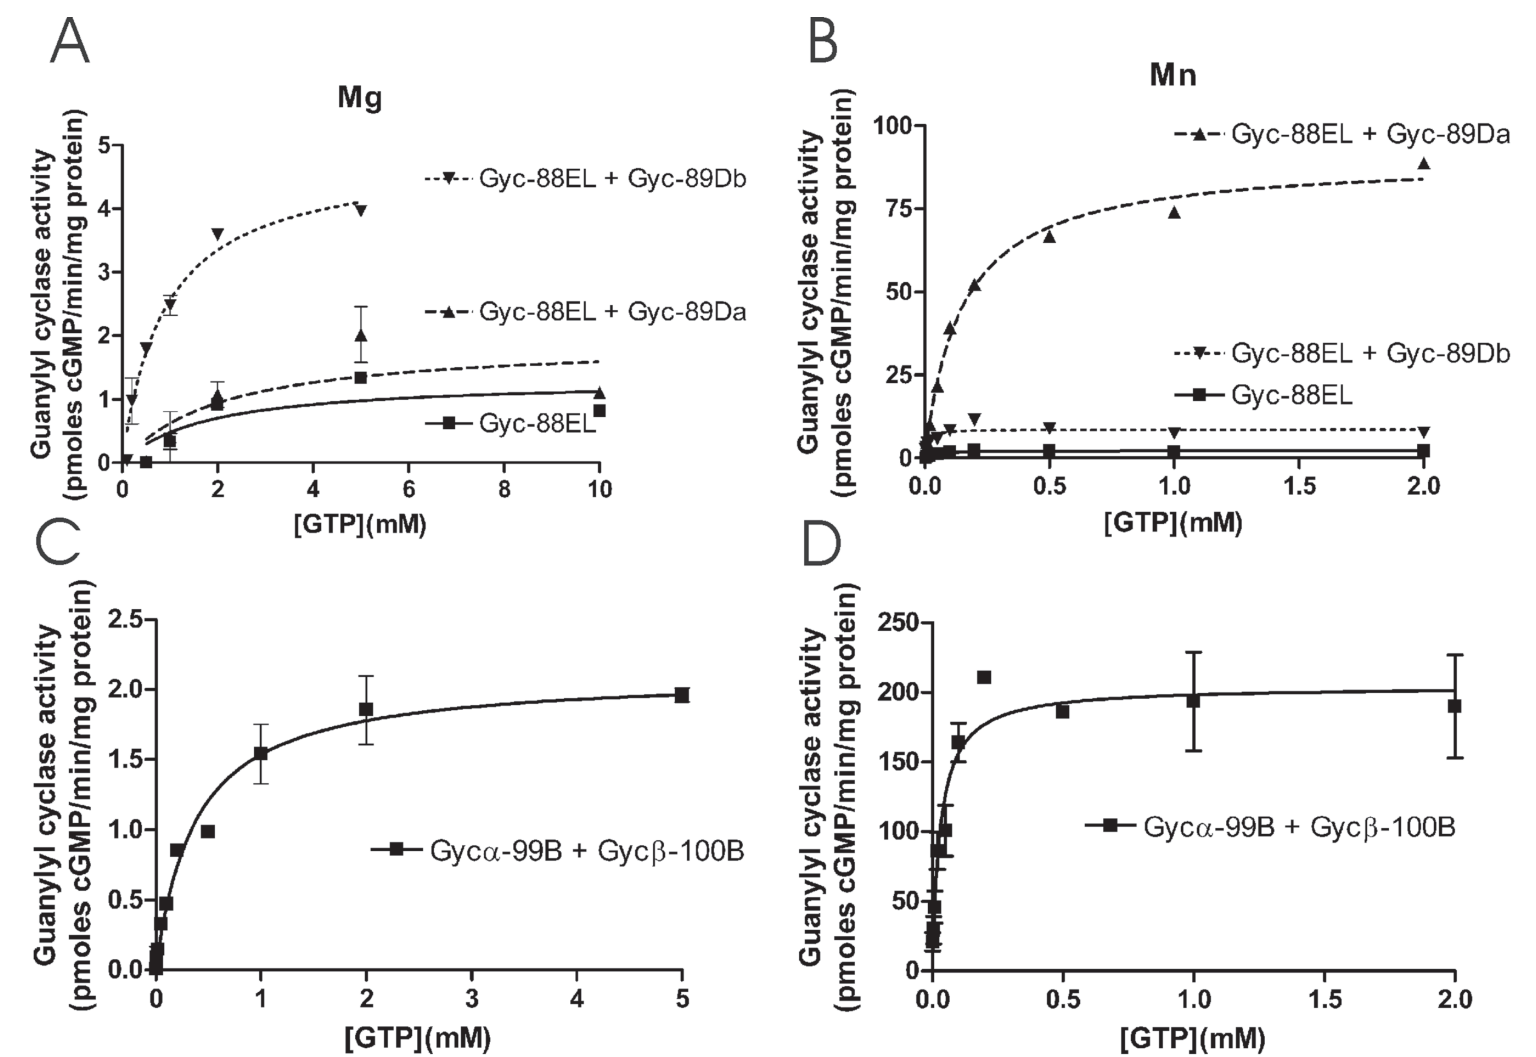 A
Mg
Guanylyl cyclase activity
(pmoles cGMP/min/mg protein)
5
4
3
2
1
0
Gyc-88EL + Gyc-89Db
Gyc-88EL + Gyc-89Da
Gyc-88EL
0 2 4 6 8 10
[GTP](mM)
B
Mn
Guanylyl cyclase activity
(pmoles cGMP/min/mg protein)
100
75
50
25
0
Gyc-88EL + Gyc-89Da
Gyc-88EL + Gyc-89Db
Gyc-88EL
0.0 0.5 1.0 1.5 2.0
[GTP](mM)
C
Guanylyl cyclase activity
(pmoles cGMP/min/mg protein)
2.5
2.0
1.5
1.0
0.5
0.0
Gycα-99B + Gycβ-100B
0 1 2 3 4 5
[GTP](mM)
D
Guanylyl cyclase activity
(pmoles cGMP/min/mg protein)
250
200
150
100
50
0
Gycα-99B + Gycβ-100B
0.0 0.5 1.0 1.5 2.0
[GTP](mM)